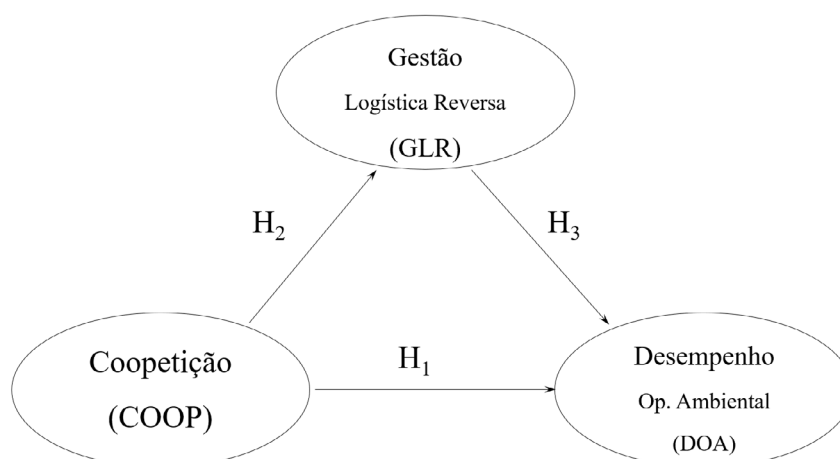 Gestão
Logística Reversa
(GLR)
H₂
H₃
Coopetição
(COOP)
H₁
Desempenho
Op. Ambiental
(DOA)